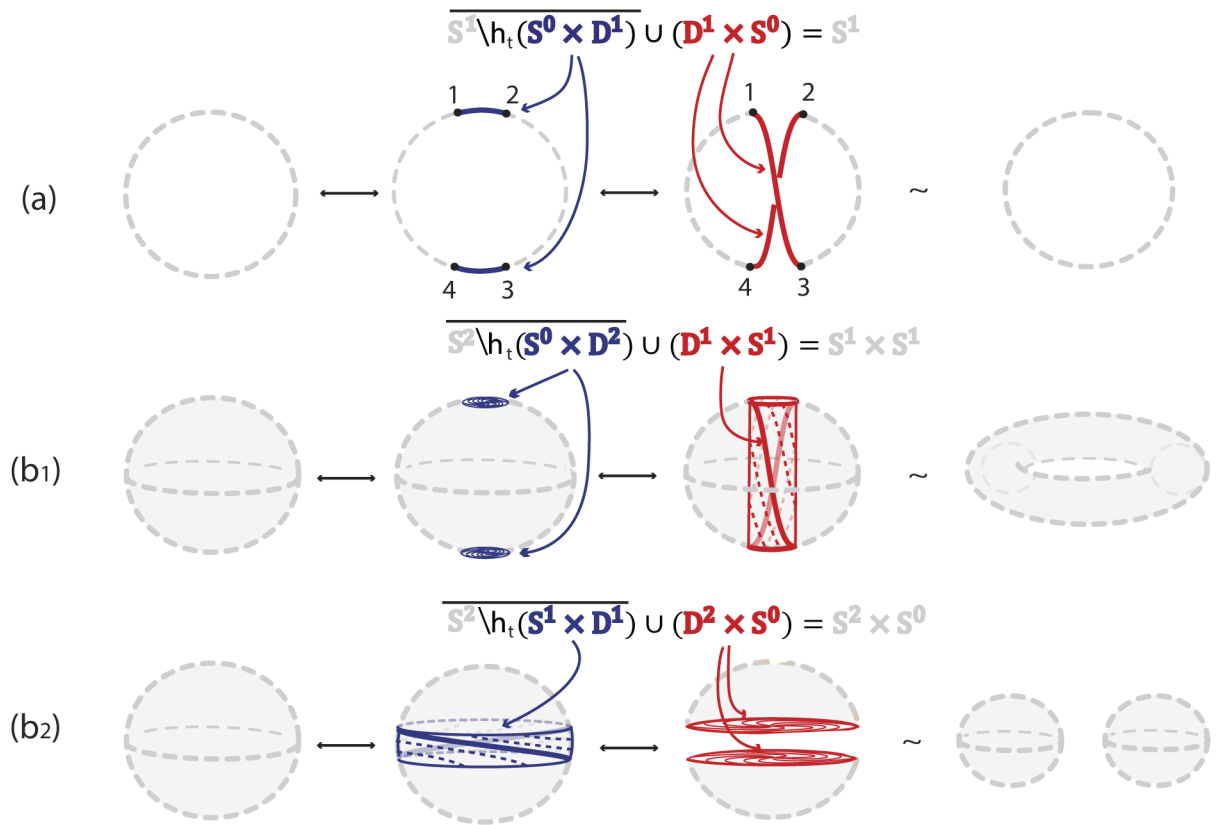 S¹\hₜ(S⁰ × D¹) ∪ (D¹ × S⁰) = S¹
1 2 1 2
(a) ~
4 3 4 3
S²\hₜ(S⁰ × D²) ∪ (D¹ × S¹) = S¹ × S¹
(b1) ~
S²\hₜ(S¹ × D¹) ∪ (D² × S⁰) = S² × S⁰
(b2) ~